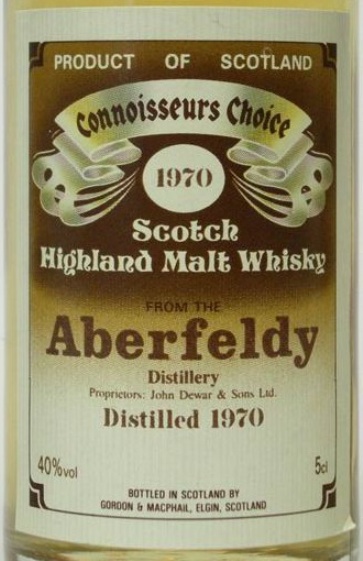 PRODUCT OF SCOTLAND
Connoisseurs Choice
1970
Scotch
Highland Malt Whisky
FROM THE
Aberfeldy
Distillery
Proprietors: John Dewar & Sons Ltd.
Distilled 1970
40%vol 5cl
BOTTLED IN SCOTLAND BY
GORDON & MACPHAIL, ELGIN, SCOTLAND